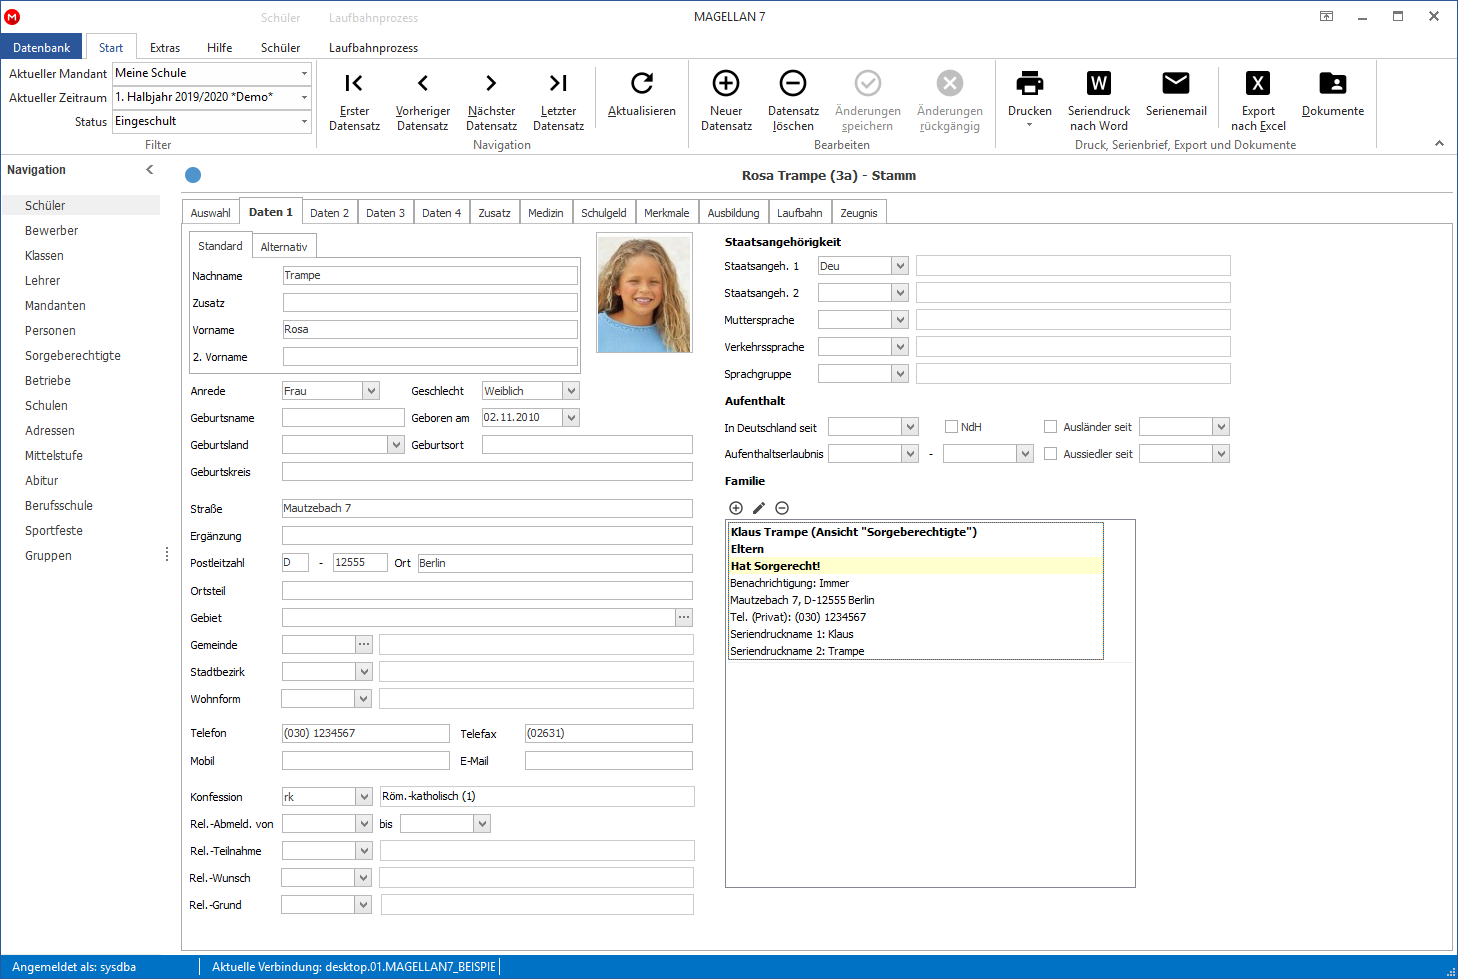 Schüler Laufbahnprozess MAGELLAN 7
Datenbank Start Extras Hilfe Schüler Laufbahnprozess
Aktueller Mandant Meine Schule
Aktueller Zeitraum 1. Halbjahr 2019/2020 *Demo*
Status Eingeschult
Filter
Erster Datensatz
Vorheriger Datensatz
Nächster Datensatz
Letzter Datensatz
Aktualisieren
Navigation
Neuer Datensatz
Datensatz löschen
Änderungen speichern
Änderungen rückgängig
Bearbeiten
Drucken
W
Seriendruck nach Word
Serienemail
X
Export nach Excel
Dokumente
Druck, Serienbrief, Export und Dokumente
Navigation
Schüler
Bewerber
Klassen
Lehrer
Mandanten
Personen
Sorgeberechtigte
Betriebe
Schulen
Adressen
Mittelstufe
Abitur
Berufsschule
Sportfeste
Gruppen
Rosa Trampe (3a) - Stamm
Auswahl Daten 1 Daten 2 Daten 3 Daten 4 Zusatz Medizin Schulgeld Merkmale Ausbildung Laufbahn Zeugnis
Standard Alternativ
Nachname Trampe
Zusatz
Vorname Rosa
2. Vorname
Anrede Frau Geschlecht Weiblich
Geburtsname Geboren am 02.11.2010
Geburtsland Geburtsort
Geburtskreis
Straße Mautzebach 7
Ergänzung
Postleitzahl D - 12555 Ort Berlin
Ortsteil
Gebiet ...
Gemeinde ...
Stadtbezirk
Wohnform
Telefon (030) 1234567 Telefax (02631)
Mobil E-Mail
Konfession rk Röm.-katholisch (1)
Rel.-Abmeld. von bis
Rel.-Teilnahme
Rel.-Wunsch
Rel.-Grund
Staatsangehörigkeit
Staatsangeh. 1 Deu
Staatsangeh. 2
Muttersprache
Verkehrssprache
Sprachgruppe
Aufenthalt
In Deutschland seit NdH Ausländer seit
Aufenthaltserlaubnis - Aussiedler seit
Familie
Klaus Trampe (Ansicht "Sorgeberechtigte")
Eltern
Hat Sorgerecht!
Benachrichtigung: Immer
Mautzebach 7, D-12555 Berlin
Tel. (Privat): (030) 1234567
Seriendruckname 1: Klaus
Seriendruckname 2: Trampe
Angemeldet als: sysdba Aktuelle Verbindung: desktop.01.MAGELLAN7_BEISPIE